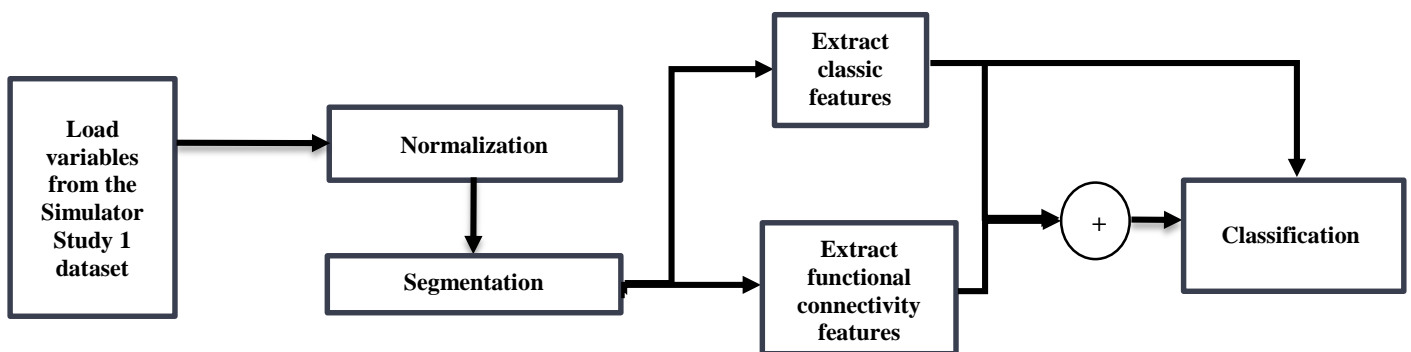 Load
variables
from the
Simulator
Study 1
dataset
Normalization
Segmentation
Extract
classic
features
Extract
functional
connectivity
features
+
Classification